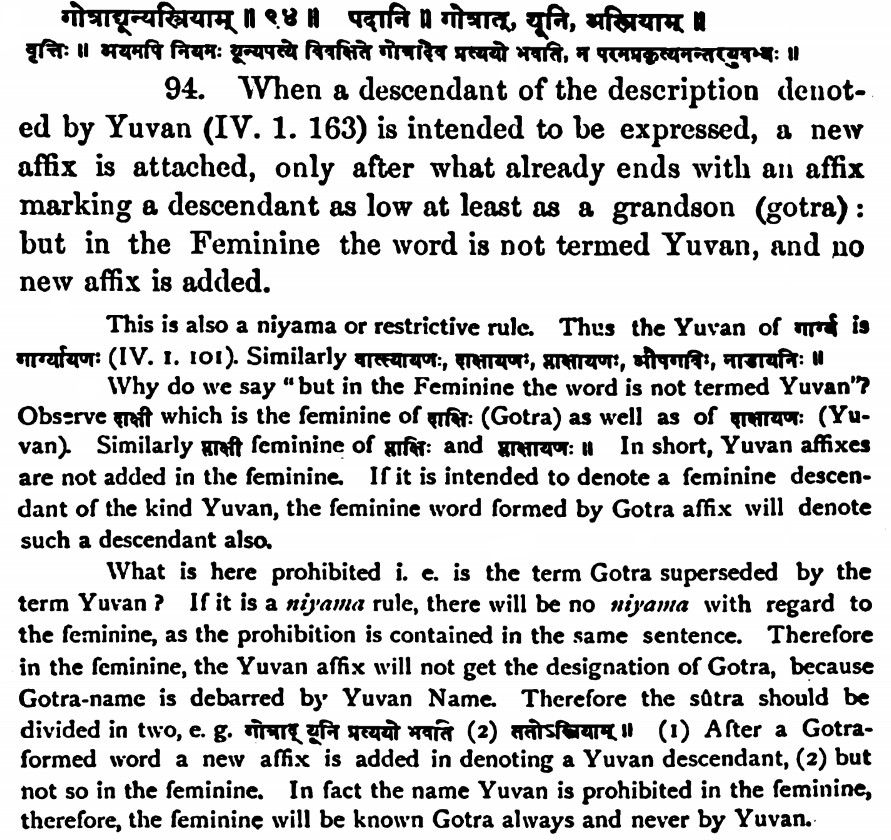 गोत्राद्यून्यस्त्रियाम् ॥ ९४ ॥ पदानि ॥ गोत्रात्, यूनि, अस्त्रियाम् ॥
वृत्तिः ॥ अयमपि नियमः यून्यपत्ये विवक्षिते गोत्रादेव प्रत्ययो भवति, न परमप्रकृत्यनन्तरयुवभ्यः ॥
94. When a descendant of the description denot-
ed by Yuvan (IV. 1. 163) is intended to be expressed, a new
affix is attached, only after what already ends with an affix
marking a descendant as low at least as a grandson (gotra) :
but in the Feminine the word is not termed Yuvan, and no
new affix is added.
This is also a niyama or restrictive rule. Thus the Yuvan of गार्ग्य is
गार्ग्यायणः (IV. 1. 101). Similarly वात्स्यायणः, दाक्षायणः, प्लाक्षायणः, औपगविः, नाडायनिः ॥
Why do we say "but in the Feminine the word is not termed Yuvan"?
Observe दाक्षी which is the feminine of दाक्षिः (Gotra) as well as of दाक्षायणः (Yu-
van). Similarly प्लाक्षी feminine of प्लाक्षिः and प्लाक्षायणः ॥ In short, Yuvan affixes
are not added in the feminine. If it is intended to denote a feminine descen-
dant of the kind Yuvan, the feminine word formed by Gotra affix will denote
such a descendant also.
What is here prohibited i. e. is the term Gotra superseded by the
term Yuvan ? If it is a niyama rule, there will be no niyama with regard to
the feminine, as the prohibition is contained in the same sentence. Therefore
in the feminine, the Yuvan affix will not get the designation of Gotra, because
Gotra-name is debarred by Yuvan Name. Therefore the sûtra should be
divided in two, e. g. गोत्राद् यूनि प्रत्ययो भवति (2) ततोऽस्त्रियाम् ॥ (1) After a Gotra-
formed word a new affix is added in denoting a Yuvan descendant, (2) but
not so in the feminine. In fact the name Yuvan is prohibited in the feminine,
therefore, the feminine will be known Gotra always and never by Yuvan.